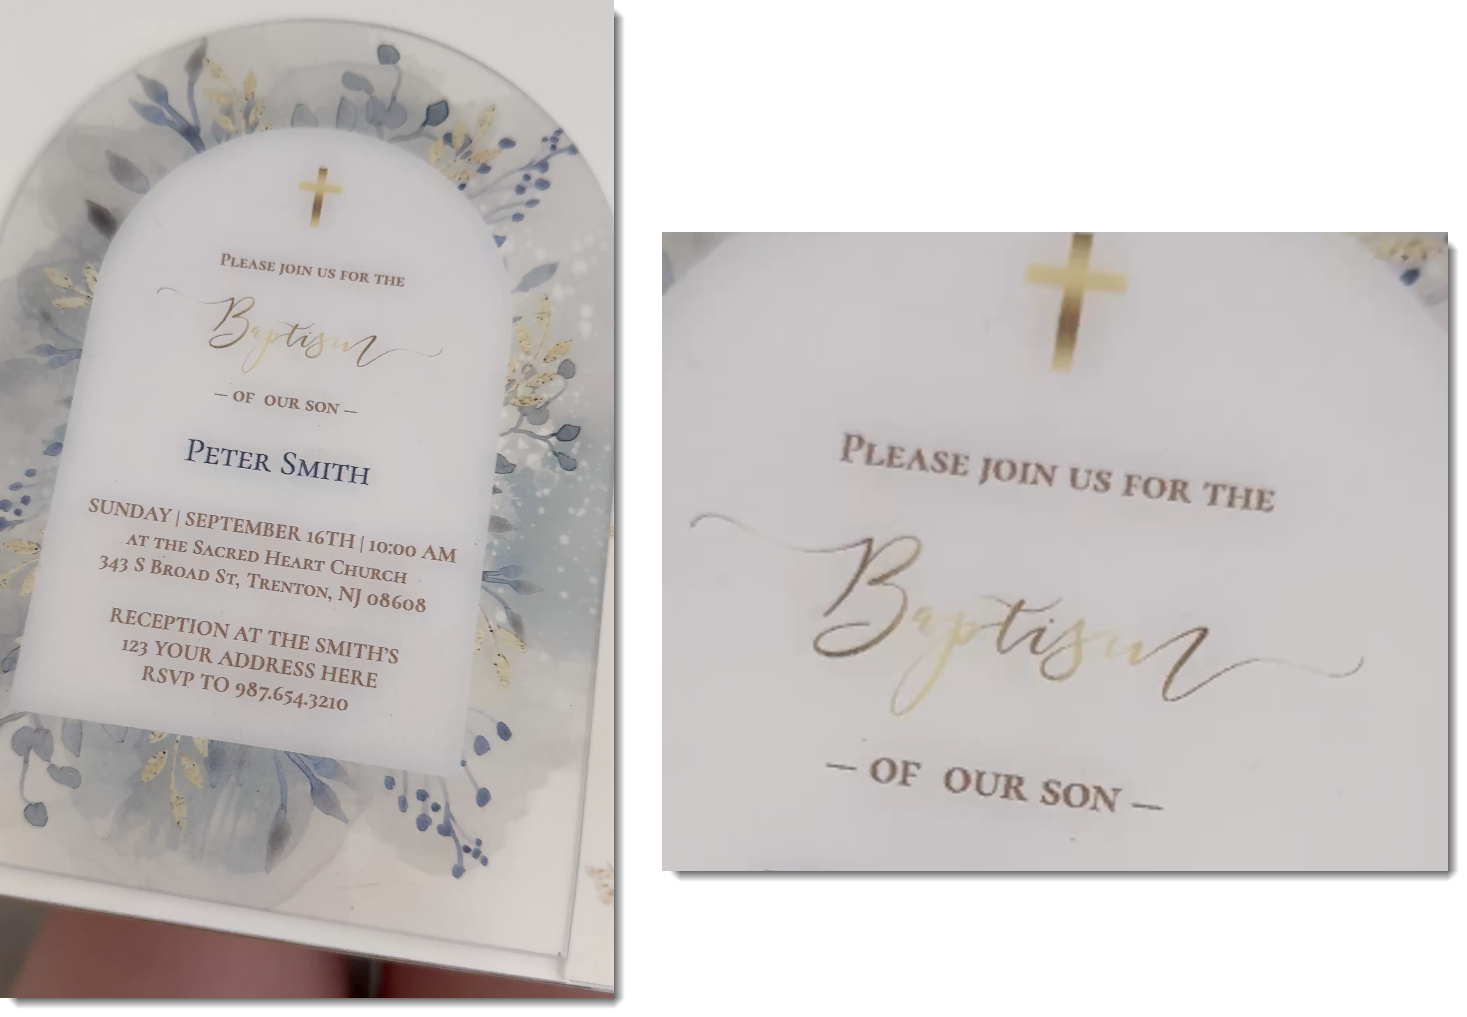 Please join us for the
Baptism
— of our son —
Peter Smith
SUNDAY | SEPTEMBER 16TH | 10:00 AM
at the Sacred Heart Church
343 S Broad St, Trenton, NJ 08608
RECEPTION AT THE SMITH'S
123 YOUR ADDRESS HERE
RSVP TO 987.654.3210
Please join us for the
Baptism
— of our son —